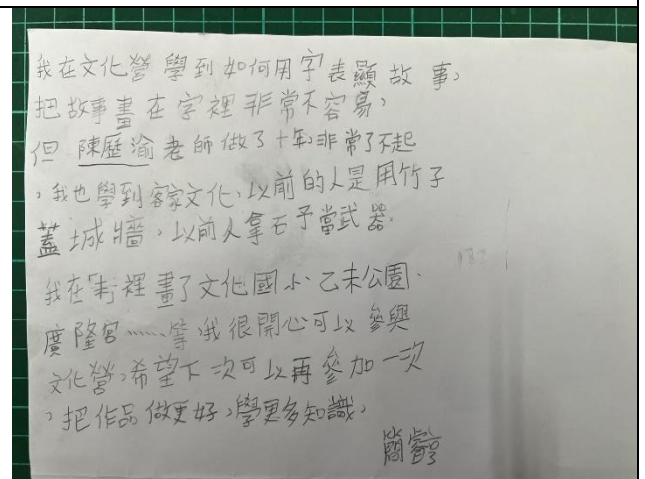 我在文化營學到如何用字表顯故事,
把故事畫在字裡非常不容易,
但陳歷渝老師做了十年,非常了不起
,我也學到客家文化,以前的人是用竹子
蓋城牆,以前人拿石子當武器.
我在「朱」裡畫了文化國小、乙未公園、
廣隆宮……等,我很開心可以參與
文化營,希望下次可以再參加一次
,把作品做更好,學更多知識,
簡睿